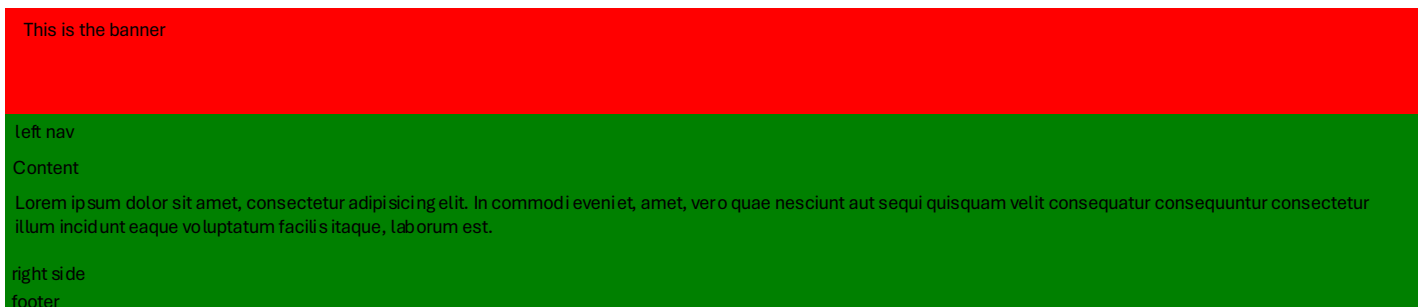 This is the banner
left nav
Content
Lorem ipsum dolor sit amet, consectetur adipisicing elit. In commodi eveniet, amet, vero quae nesciunt aut sequi quisquam velit consequatur consequuntur consectetur
illum incidunt eaque voluptatum facilis itaque, laborum est.
right side
footer